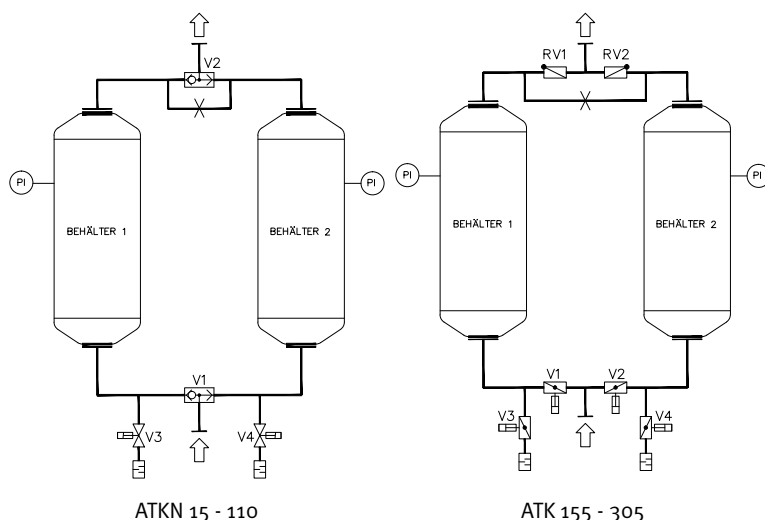 V2
PI
BEHÄLTER 1
BEHÄLTER 2
PI
V1
V3
V4
ATKN 15 - 110
RV1
RV2
PI
BEHÄLTER 1
BEHÄLTER 2
PI
V1
V2
V3
V4
ATK 155 - 305